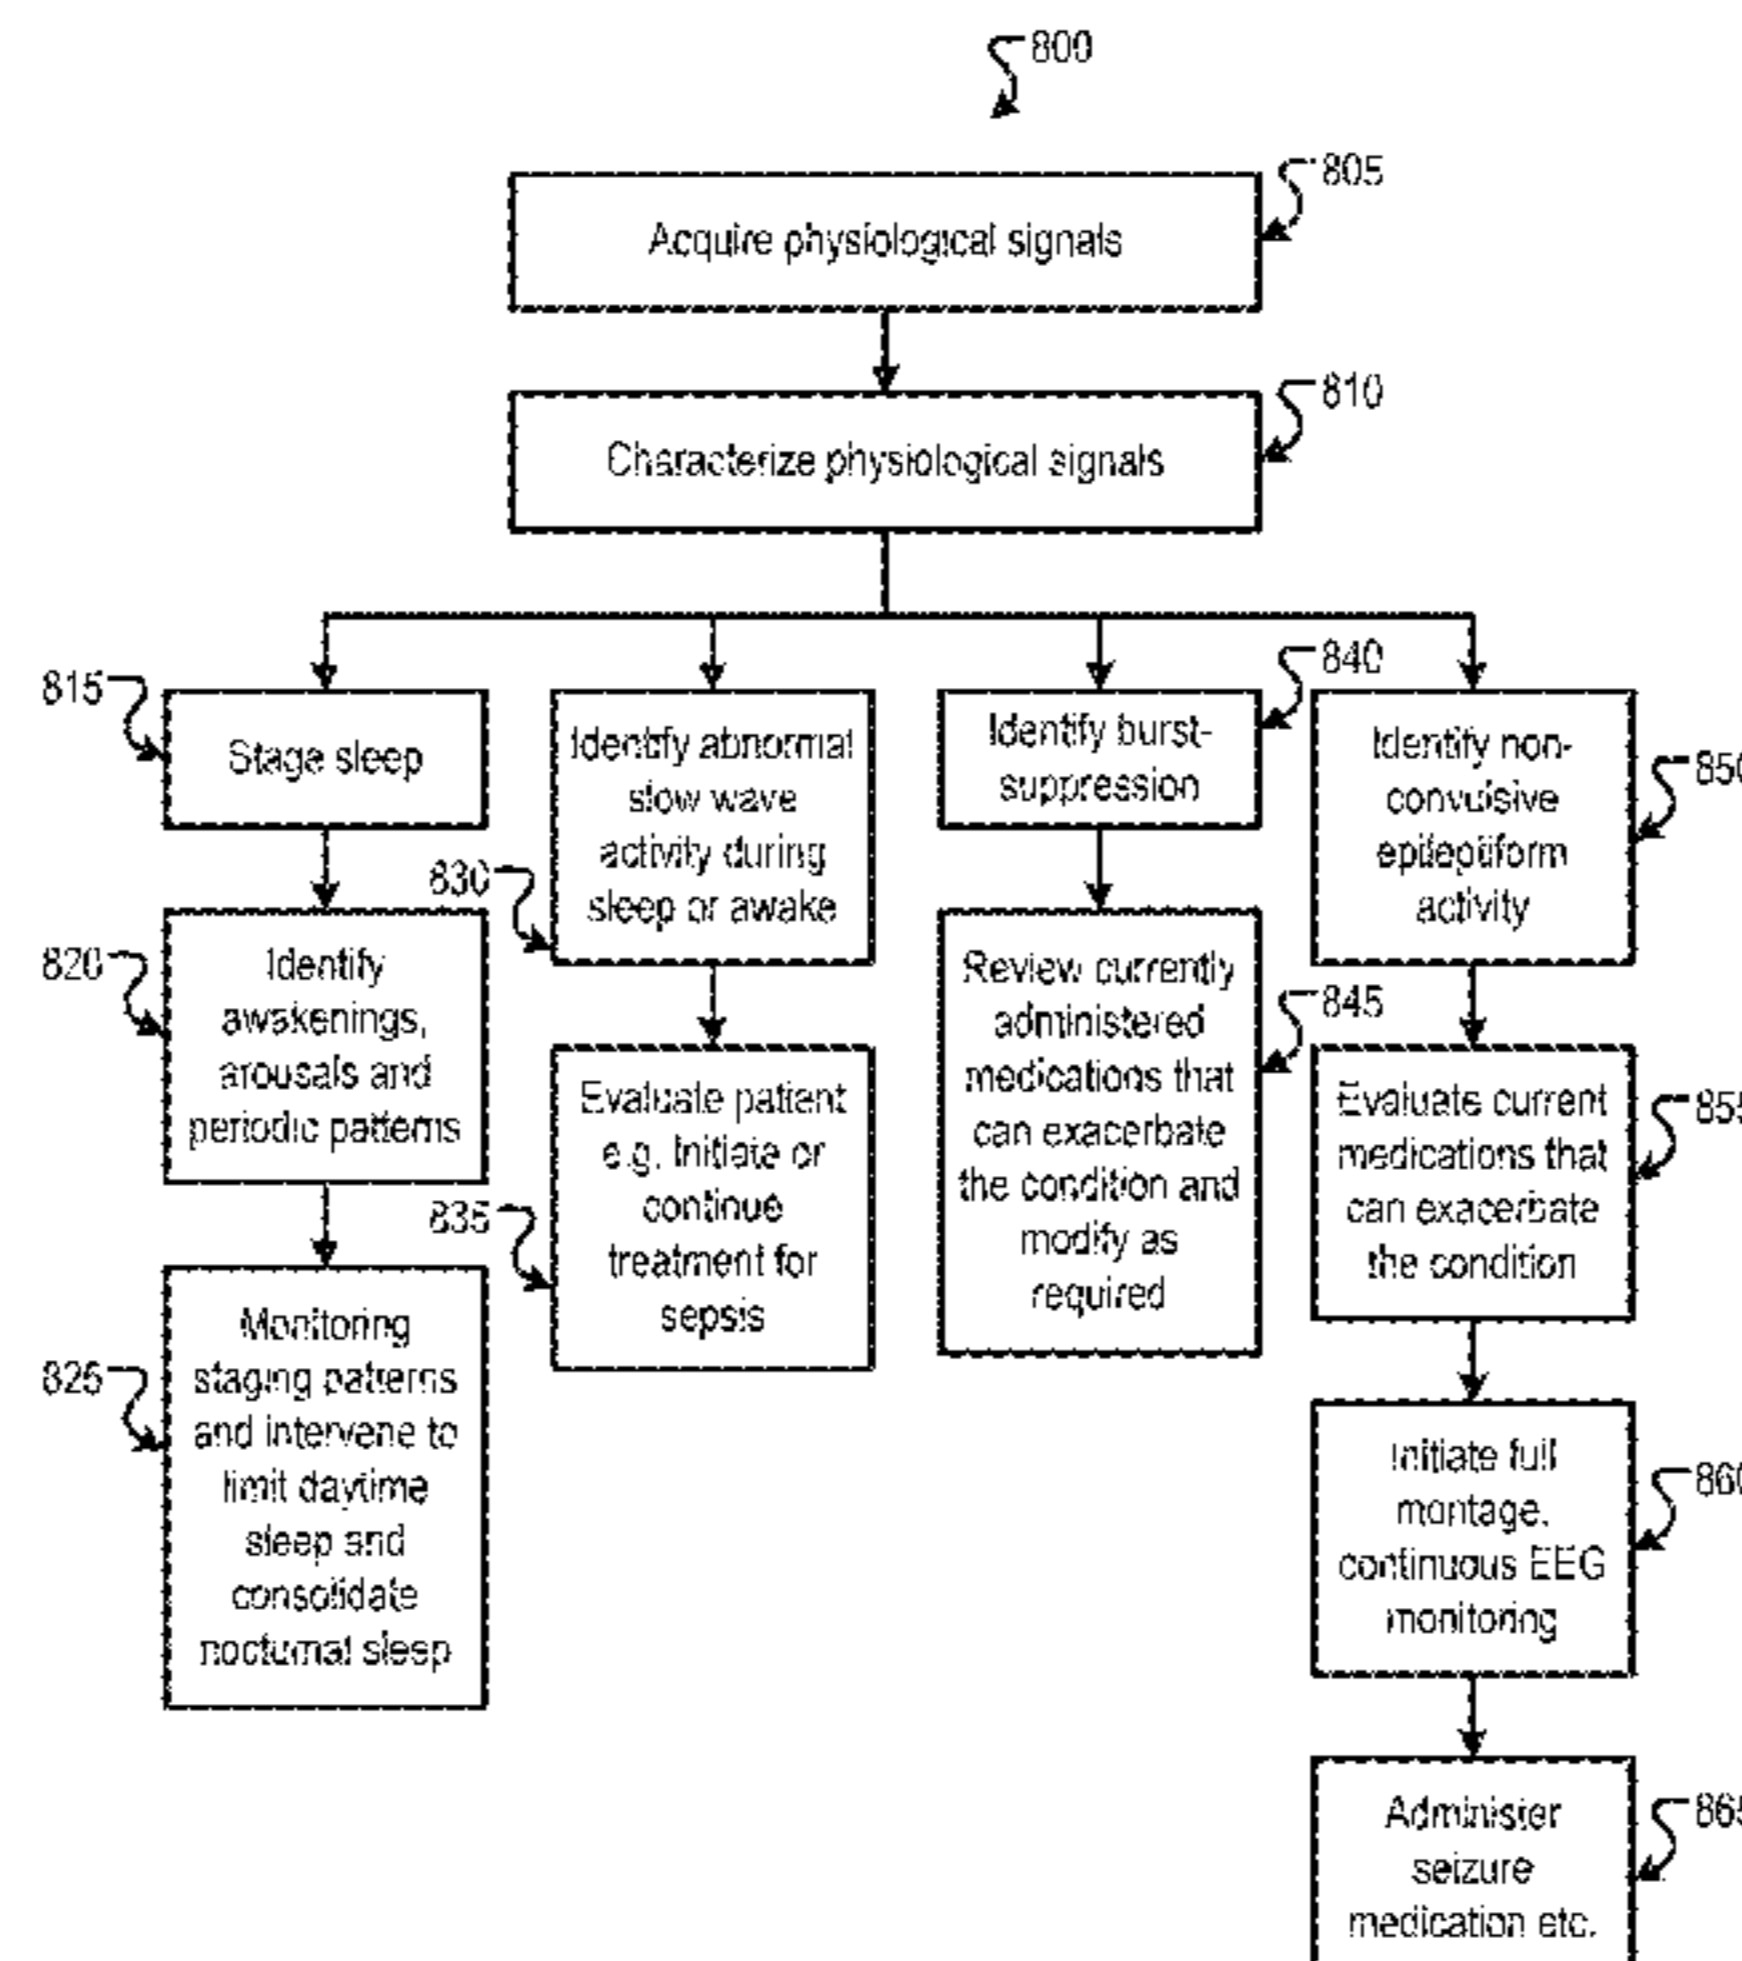 800
Acquire physiological signals
805
Characterize physiological signals
810
815
Stage sleep
820
Identify
awakenings,
arousals and
periodic patterns
825
Monitoring
staging patterns
and intervene to
limit daytime
sleep and
consolidate
nocturnal sleep
Identify abnormal
slow wave
activity during
sleep or awake
830
Evaluate patient
e.g. Initiate or
continue
treatment for
sepsis
835
Identify burst-
suppression
840
Review currently
administered
medications that
can exacerbate
the condition and
modify as
required
845
Identify non-
convulsive
epileptiform
activity
850
Evaluate current
medications that
can exacerbate
the condition
855
Initiate full
montage,
continuous EEG
monitoring
860
Administer
seizure
medication etc.
865